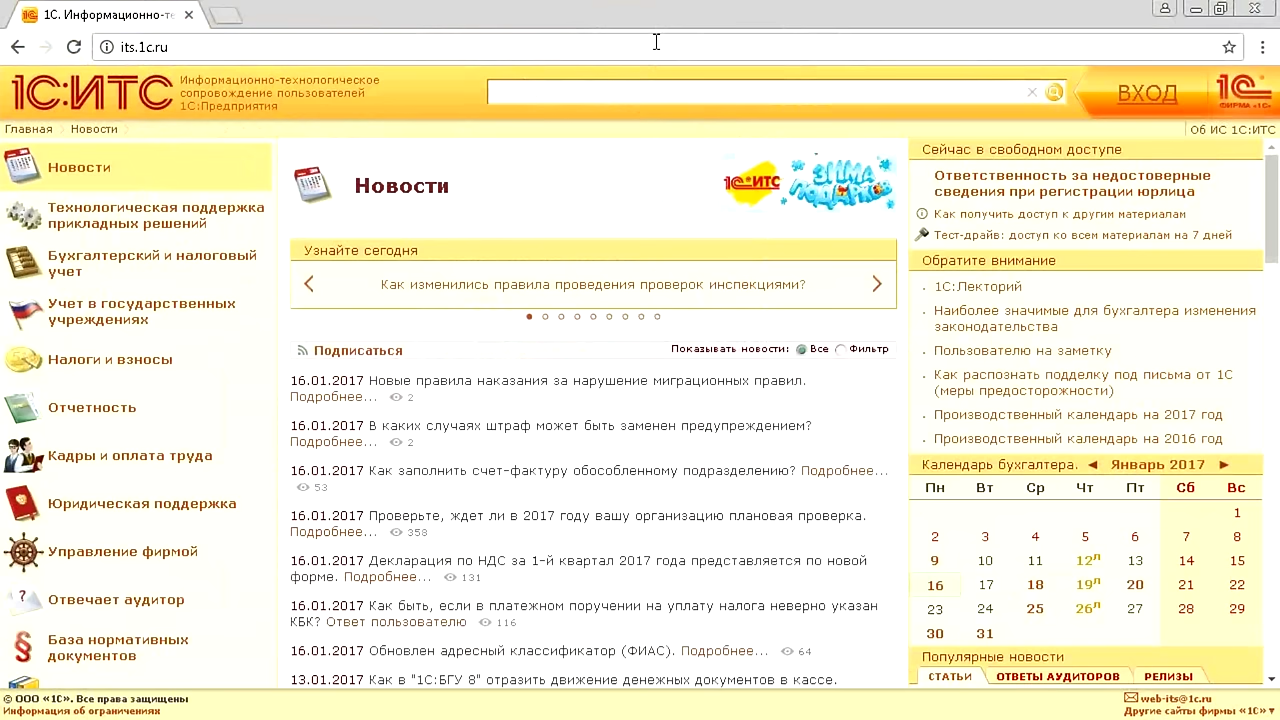 1С. Информационно-те
its.1c.ru
1С:ИТС
Информационно-технологическое
сопровождение пользователей
1С:Предприятия
ВХОД
1С
ФИРМА «1С»
Главная
Новости
Об ИС 1С:ИТС
Новости
Технологическая поддержка
прикладных решений
Бухгалтерский и налоговый
учет
Учет в государственных
учреждениях
Налоги и взносы
Отчетность
Кадры и оплата труда
Юридическая поддержка
Управление фирмой
Отвечает аудитор
База нормативных
документов
Новости
1С:ИТС
ЗИМА
ПОДАРКОВ
Узнайте сегодня
Как изменились правила проведения проверок инспекциями?
Подписаться
Показывать новости: Все Фильтр
16.01.2017 Новые правила наказания за нарушение миграционных правил.
Подробнее... 2
16.01.2017 В каких случаях штраф может быть заменен предупреждением?
Подробнее... 2
16.01.2017 Как заполнить счет-фактуру обособленному подразделению? Подробнее...
53
16.01.2017 Проверьте, ждет ли в 2017 году вашу организацию плановая проверка.
Подробнее... 358
16.01.2017 Декларация по НДС за 1-й квартал 2017 года представляется по новой
форме. Подробнее... 131
16.01.2017 Как быть, если в платежном поручении на уплату налога неверно указан
КБК? Ответ пользователю 116
16.01.2017 Обновлен адресный классификатор (ФИАС). Подробнее... 64
13.01.2017 Как в "1С:БГУ 8" отразить движение денежных документов в кассе.
Сейчас в свободном доступе
Ответственность за недостоверные
сведения при регистрации юрлица
Как получить доступ к другим материалам
Тест-драйв: доступ ко всем материалам на 7 дней
Обратите внимание
1С:Лекторий
Наиболее значимые для бухгалтера изменения
законодательства
Пользователю на заметку
Как распознать подделку под письма от 1С
(меры предосторожности)
Производственный календарь на 2017 год
Производственный календарь на 2016 год
Календарь бухгалтера. ◄ Январь 2017 ►
Пн Вт Ср Чт Пт Сб Вс
1
2 3 4 5 6 7 8
9 10 11 12л 13 14 15
16 17 18 19л 20 21 22
23 24 25 26л 27 28 29
30 31
Популярные новости
СТАТЬИ ОТВЕТЫ АУДИТОРОВ РЕЛИЗЫ
© ООО «1С». Все права защищены
Информация об ограничениях
web-its@1c.ru
Другие сайты фирмы «1С» ▼